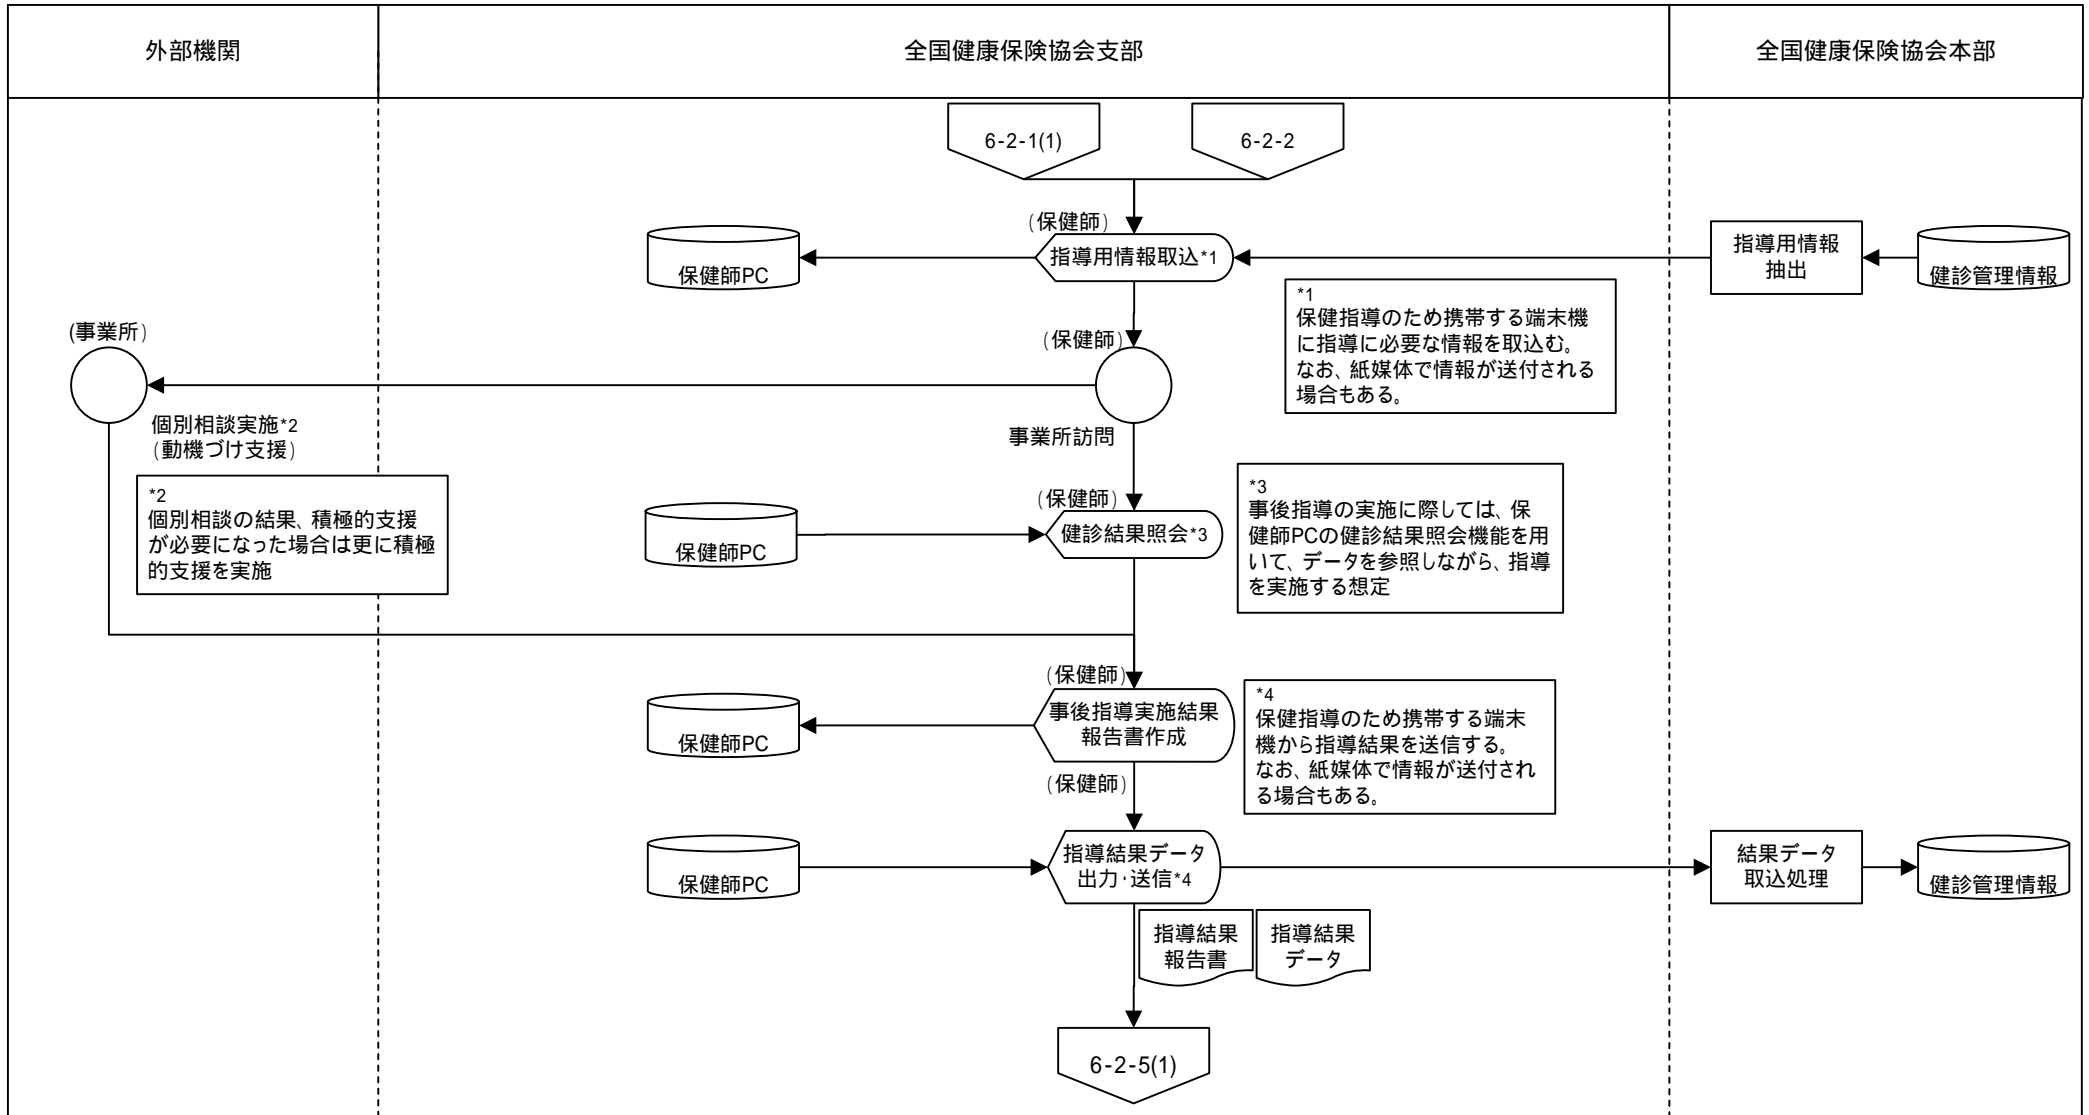 外部機関
全国健康保険協会支部
全国健康保険協会本部
6-2-1(1)
6-2-2
(保健師)
保健師PC
指導用情報取込*1
指導用情報
抽出
健診管理情報
*1
保健指導のため携帯する端末機
に指導に必要な情報を取込む。
なお、紙媒体で情報が送付される
場合もある。
(事業所)
(保健師)
個別相談実施*2
(動機づけ支援)
事業所訪問
*2
個別相談の結果、積極的支援
が必要になった場合は更に積極
的支援を実施
(保健師)
保健師PC
健診結果照会*3
*3
事後指導の実施に際しては、保
健師PCの健診結果照会機能を用
いて、データを参照しながら、指導
を実施する想定
(保健師)
保健師PC
事後指導実施結果
報告書作成
*4
保健指導のため携帯する端末
機から指導結果を送信する。
なお、紙媒体で情報が送付され
る場合もある。
(保健師)
保健師PC
指導結果データ
出力・送信*4
結果データ
取込処理
健診管理情報
指導結果
報告書
指導結果
データ
6-2-5(1)